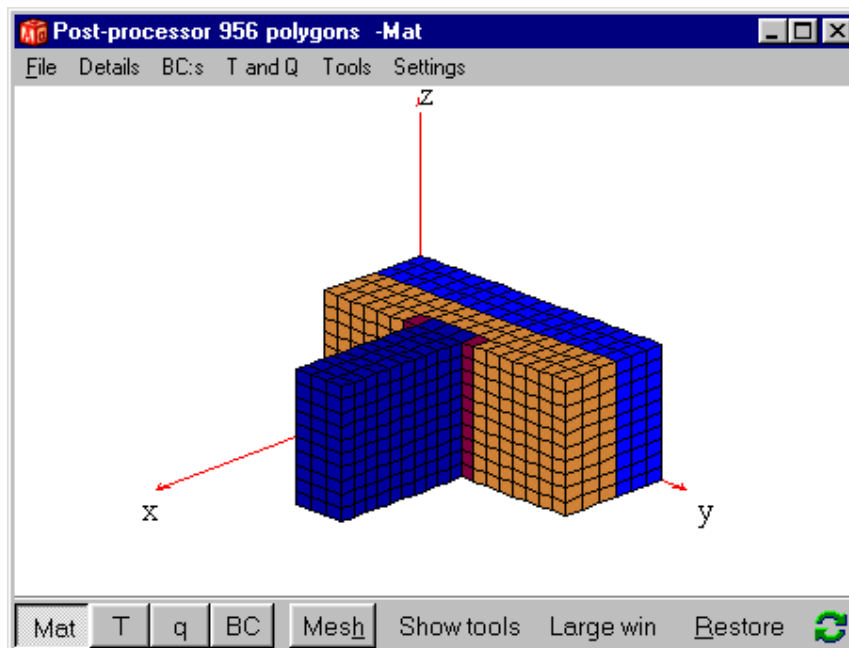 Post-processor 956 polygons -Mat
File Details BC:s T and Q Tools Settings
z
x
y
Mat T q BC Mesh Show tools Large win Restore